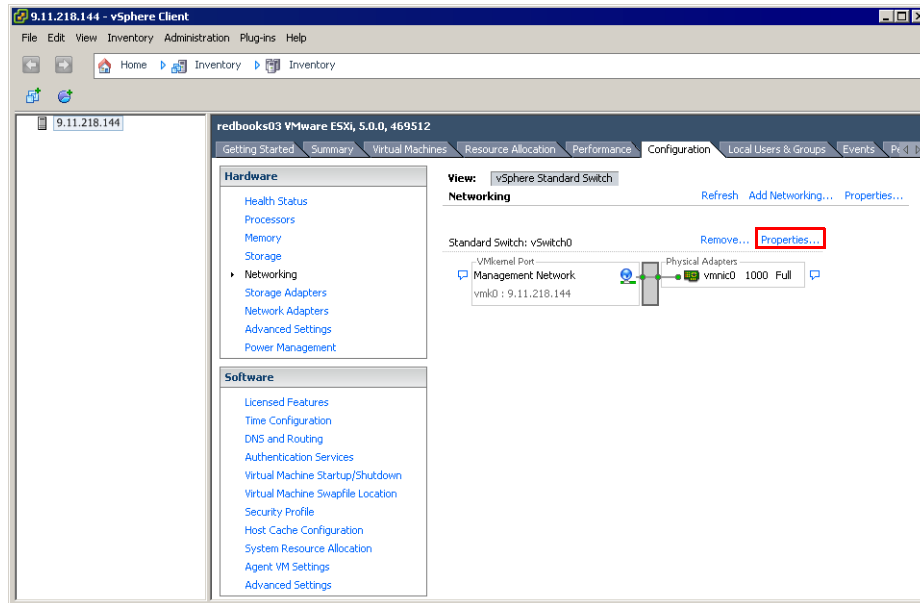 9.11.218.144 - vSphere Client
File Edit View Inventory Administration Plug-ins Help
Home Inventory Inventory
9.11.218.144
redbooks03 VMware ESXi, 5.0.0, 469512
Getting Started Summary Virtual Machines Resource Allocation Performance Configuration Local Users & Groups Events
Hardware
Health Status
Processors
Memory
Storage
Networking
Storage Adapters
Network Adapters
Advanced Settings
Power Management
Software
Licensed Features
Time Configuration
DNS and Routing
Authentication Services
Virtual Machine Startup/Shutdown
Virtual Machine Swapfile Location
Security Profile
Host Cache Configuration
System Resource Allocation
Agent VM Settings
Advanced Settings
View: vSphere Standard Switch
Networking Refresh Add Networking... Properties...
Standard Switch: vSwitch0 Remove... Properties...
VMkernel Port Physical Adapters
Management Network vmnic0 1000 Full
vmk0 : 9.11.218.144